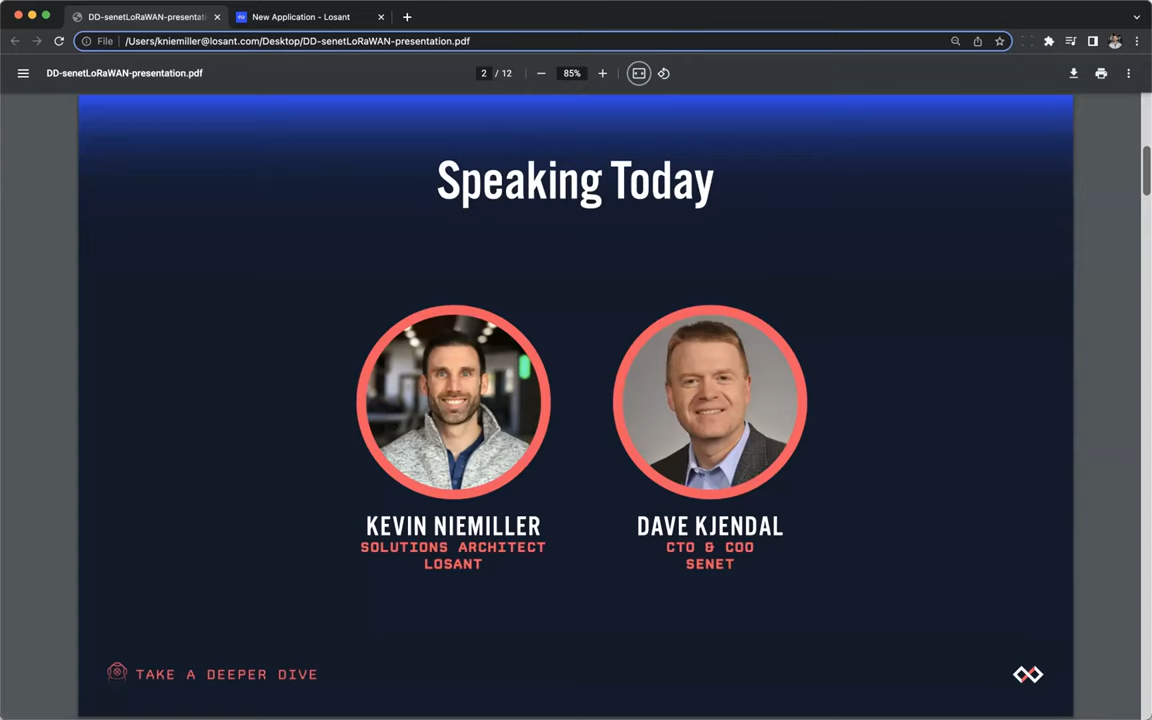 DD-senetLoRaWAN-presentati
New Application - Losant
File
/Users/kniemiller@losant.com/Desktop/DD-senetLoRaWAN-presentation.pdf
DD-senetLoRaWAN-presentation.pdf
2 / 12
85%
Speaking Today
KEVIN NIEMILLER
SOLUTIONS ARCHITECT
LOSANT
DAVE KJENDAL
CTO & COO
SENET
TAKE A DEEPER DIVE